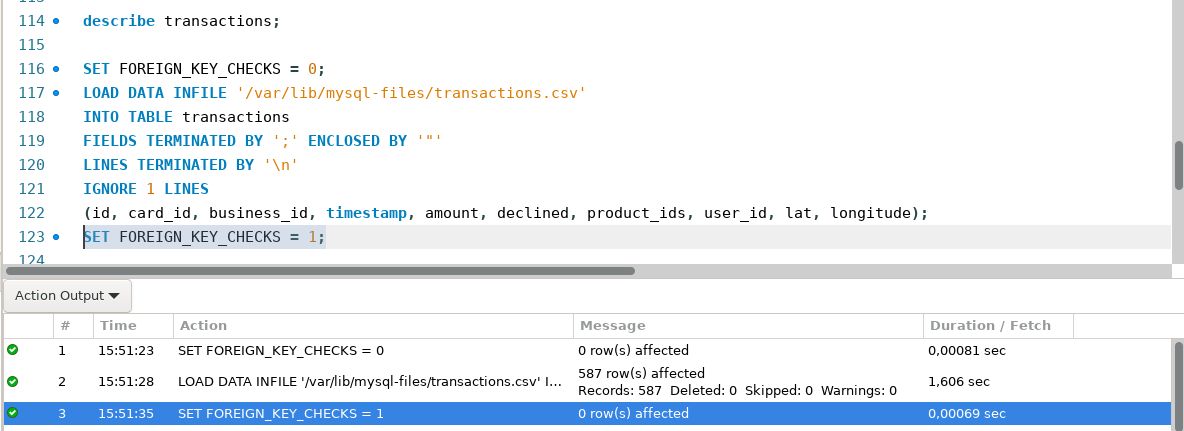 113
114 describe transactions;
115
116 SET FOREIGN_KEY_CHECKS = 0;
117 LOAD DATA INFILE '/var/lib/mysql-files/transactions.csv'
118 INTO TABLE transactions
119 FIELDS TERMINATED BY ';' ENCLOSED BY '"'
120 LINES TERMINATED BY '\n'
121 IGNORE 1 LINES
122 (id, card_id, business_id, timestamp, amount, declined, product_ids, user_id, lat, longitude);
123 SET FOREIGN_KEY_CHECKS = 1;
124
Action Output
# Time Action Message Duration / Fetch
1 15:51:23 SET FOREIGN_KEY_CHECKS = 0 0 row(s) affected 0,00081 sec
2 15:51:28 LOAD DATA INFILE '/var/lib/mysql-files/transactions.csv' I... 587 row(s) affected 1,606 sec
Records: 587 Deleted: 0 Skipped: 0 Warnings: 0
3 15:51:35 SET FOREIGN_KEY_CHECKS = 1 0 row(s) affected 0,00069 sec